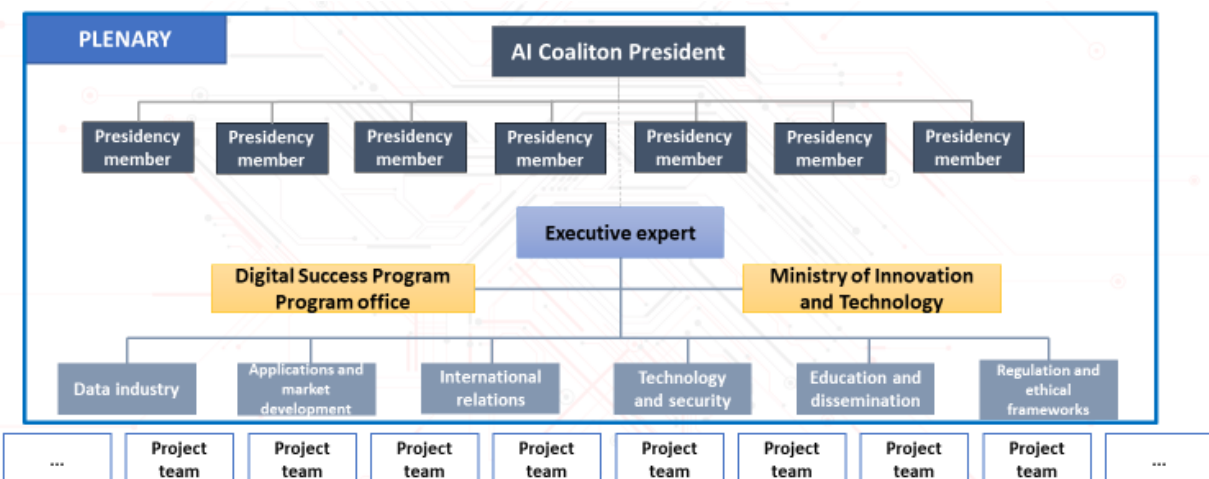 PLENARY
AI Coaliton President
Presidency
member
Presidency
member
Presidency
member
Presidency
member
Presidency
member
Presidency
member
Presidency
member
Executive expert
Digital Success Program
Program office
Ministry of Innovation
and Technology
Data industry
Applications and
market
development
International
relations
Technology
and security
Education and
dissemination
Regulation and
ethical
frameworks
...
Project
team
Project
team
Project
team
Project
team
Project
team
Project
team
Project
team
Project
team
...